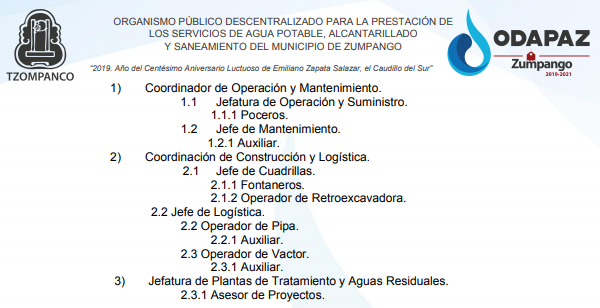 ORGANISMO PÚBLICO DESCENTRALIZADO PARA LA PRESTACIÓN DE
LOS SERVICIOS DE AGUA POTABLE, ALCANTARILLADO
Y SANEAMIENTO DEL MUNICIPIO DE ZUMPANGO
TZOMPANCO
ODAPAZ
Zumpango
2019-2021
"2019. Año del Centésimo Aniversario Luctuoso de Emiliano Zapata Salazar, el Caudillo del Sur"
1) Coordinador de Operación y Mantenimiento.
1.1 Jefatura de Operación y Suministro.
1.1.1 Poceros.
1.2 Jefe de Mantenimiento.
1.2.1 Auxiliar.
2) Coordinación de Construcción y Logística.
2.1 Jefe de Cuadrillas.
2.1.1 Fontaneros.
2.1.2 Operador de Retroexcavadora.
2.2 Jefe de Logística.
2.2 Operador de Pipa.
2.2.1 Auxiliar.
2.3 Operador de Vactor.
2.3.1 Auxiliar.
3) Jefatura de Plantas de Tratamiento y Aguas Residuales.
2.3.1 Asesor de Proyectos.